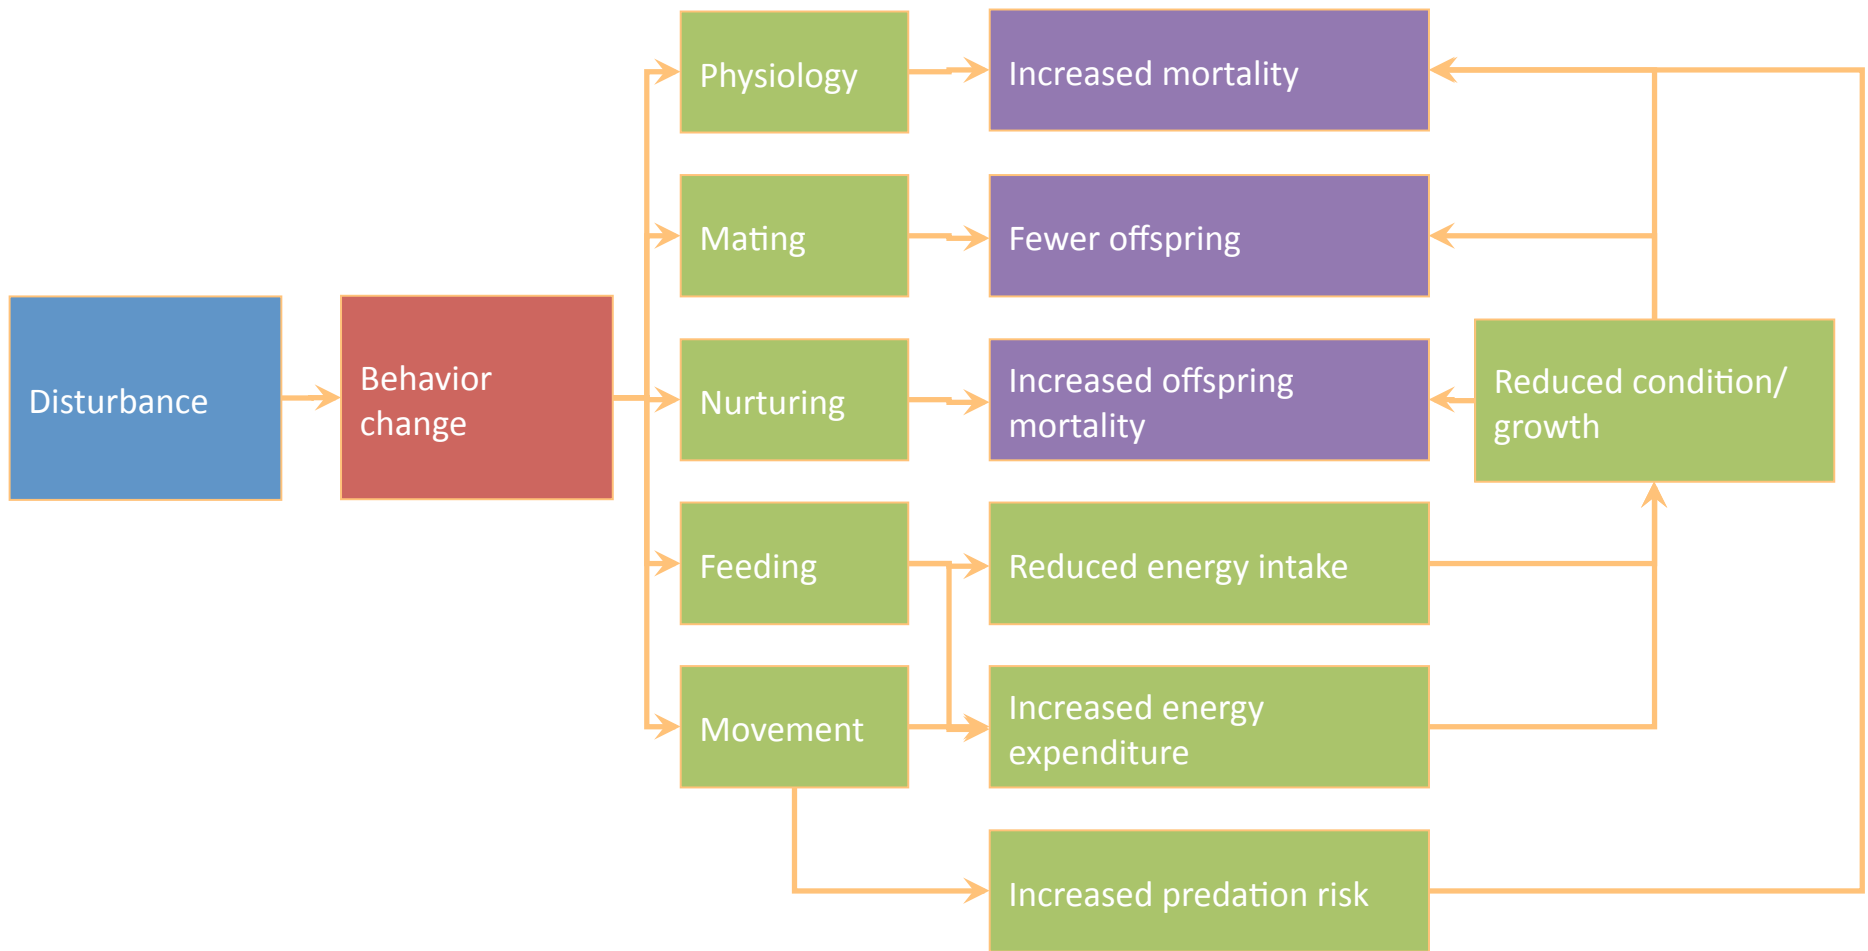 Disturbance
Behavior
change
Physiology
Mating
Nurturing
Feeding
Movement
Increased mortality
Fewer offspring
Increased offspring
mortality
Reduced energy intake
Increased energy
expenditure
Increased predation risk
Reduced condition/
growth